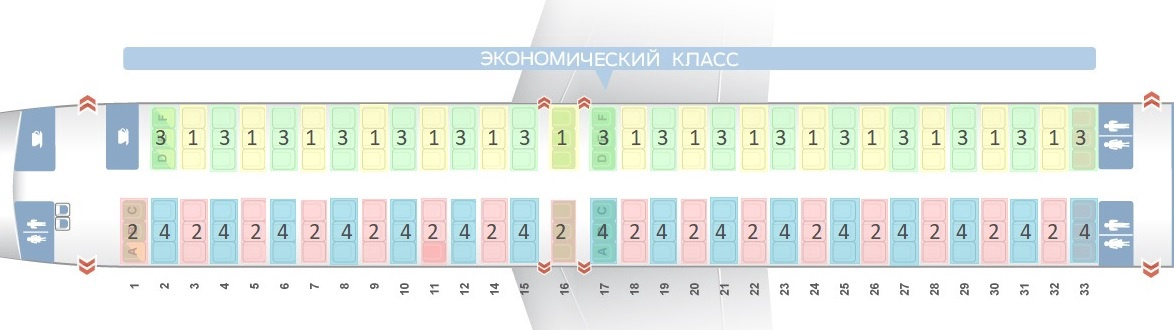 ЭКОНОМИЧЕСКИЙ КЛАСС
F F
3 1 3 1 3 1 3 1 3 1 3 1 3 1 3 1 3 1 3 1 3 1 3 1 3 1 3 1 3 1 3
D D
C C
2 4 2 4 2 4 2 4 2 4 2 4 2 4 2 4 2 4 2 4 2 4 2 4 2 4 2 4 2 4 2 4
A A
1 2 3 4 5 6 7 8 9 10 11 12 14 15 16 17 18 19 20 21 22 23 24 25 26 27 28 29 30 31 32 33